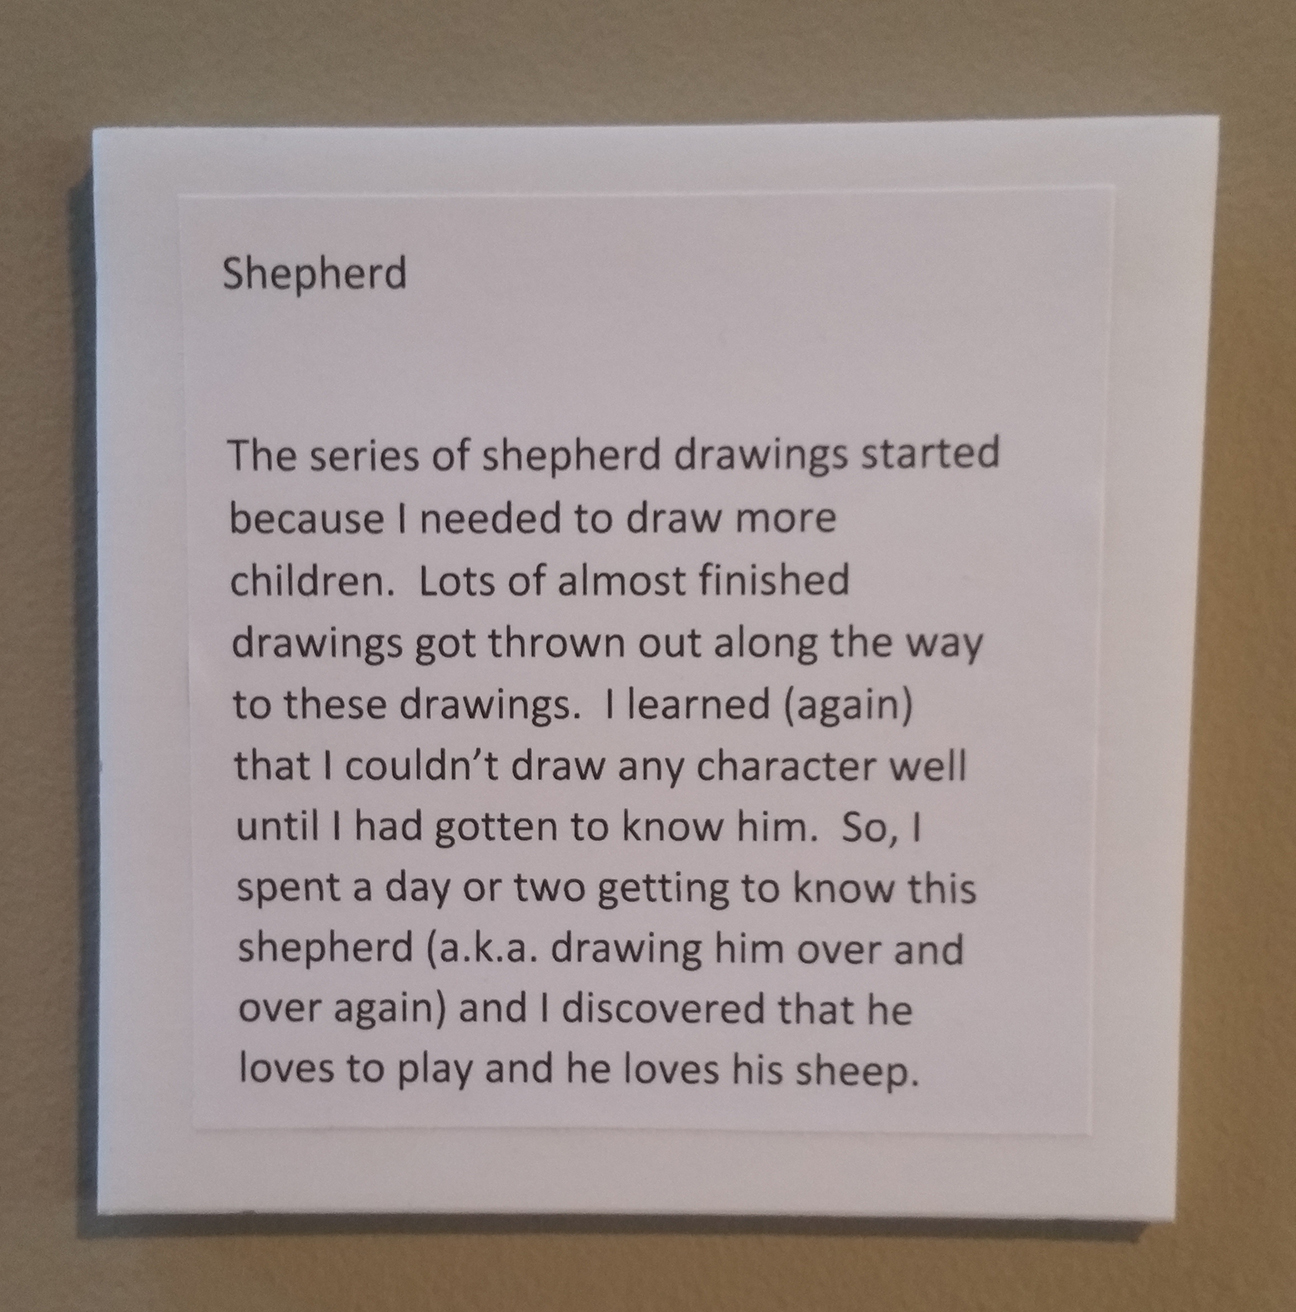 Shepherd
The series of shepherd drawings started
because I needed to draw more
children.  Lots of almost finished
drawings got thrown out along the way
to these drawings.  I learned (again)
that I couldn’t draw any character well
until I had gotten to know him.  So, I
spent a day or two getting to know this
shepherd (a.k.a. drawing him over and
over again) and I discovered that he
loves to play and he loves his sheep.